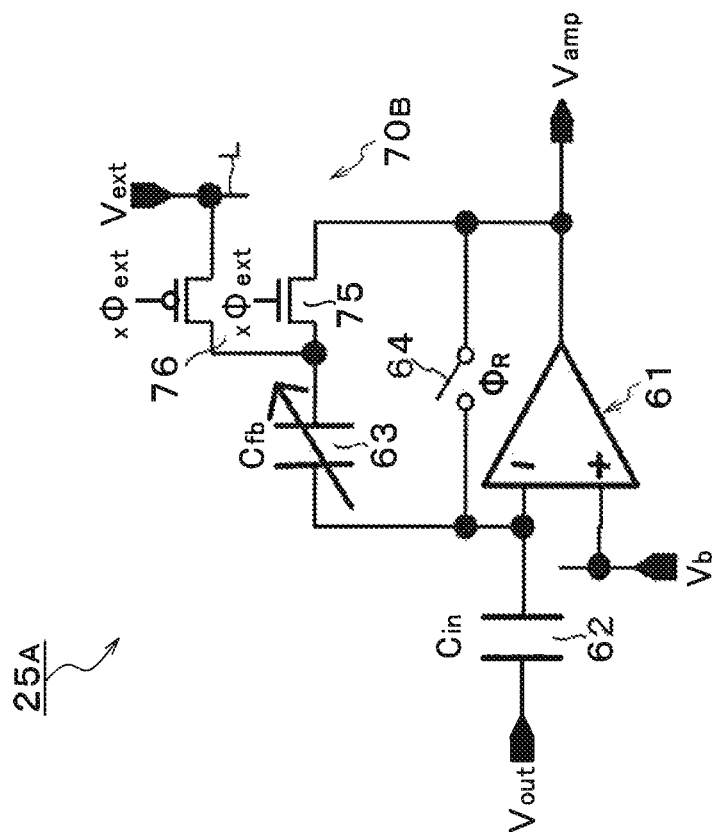 25A
Vext
L
xΦext
76
xΦext
75
70B
Cfb
63
64
ΦR
Vamp
61
−
+
Cin
62
Vout
Vb